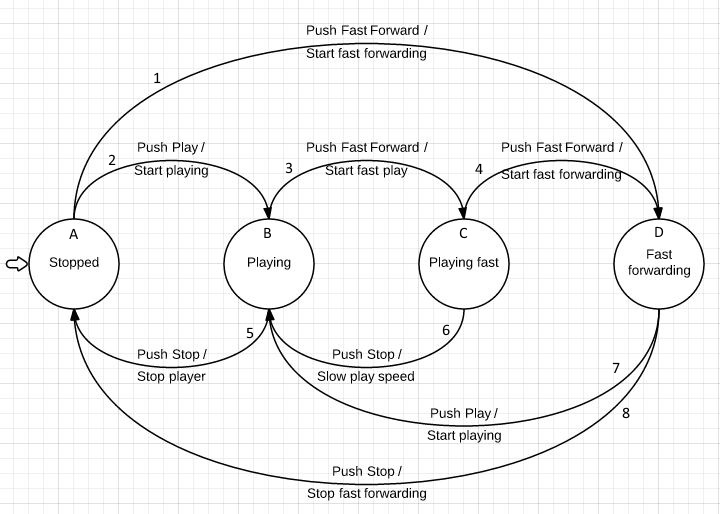 Push Fast Forward /
Start fast forwarding
1
Push Play /
Start playing
2
Push Fast Forward /
Start fast play
3
Push Fast Forward /
Start fast forwarding
4
A
Stopped
B
Playing
C
Playing fast
D
Fast
forwarding
5
Push Stop /
Stop player
6
Push Stop /
Slow play speed
7
Push Play /
Start playing
8
Push Stop /
Stop fast forwarding